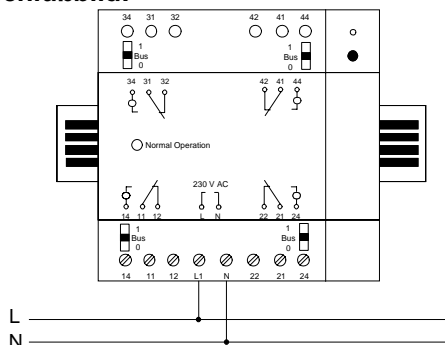 34 31 32 42 41 44
1 1
Bus Bus
0 0
34 31 32 42 41 44
Normal Operation
230 V AC
14 11 12 L N 22 21 24
1 1
Bus Bus
0 0
14 11 12 L1 N 22 21 24
L
N